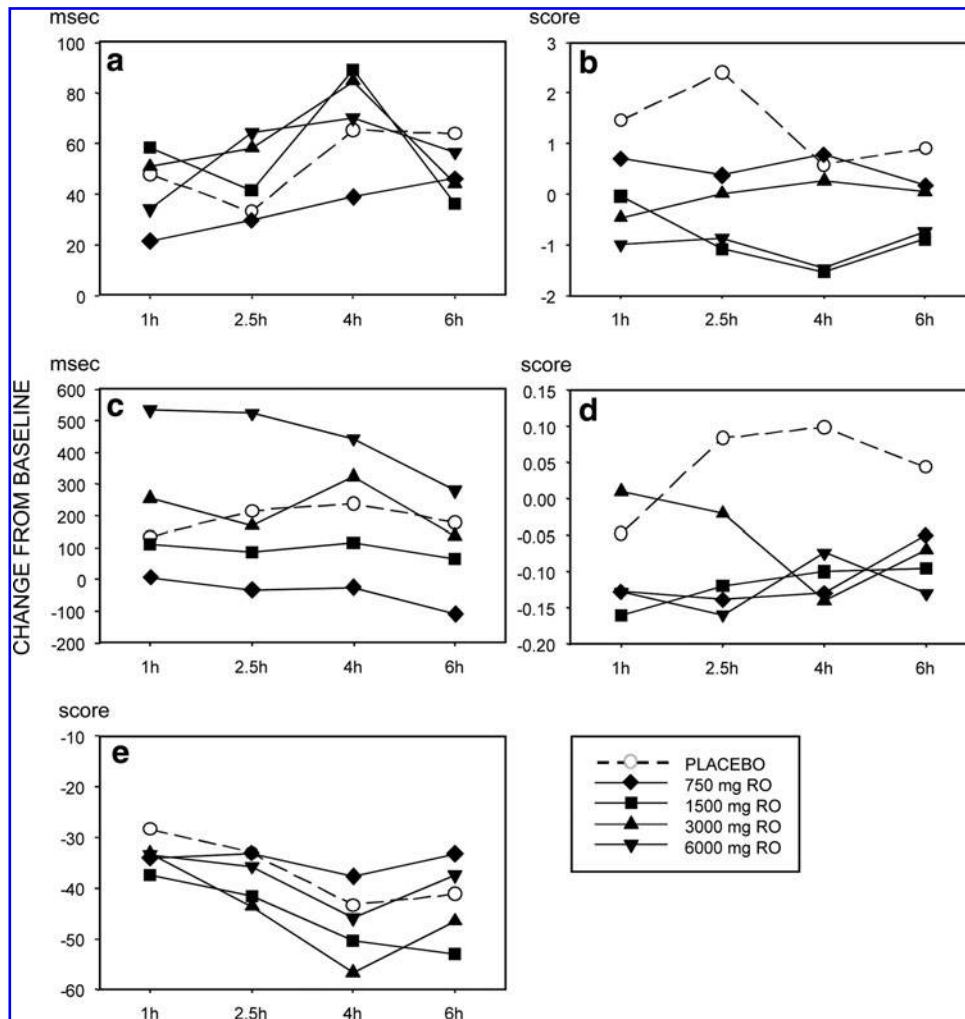 msec
a
100
80
60
40
20
0
1h 2.5h 4h 6h
score
b
3
2
1
0
-1
-2
1h 2.5h 4h 6h
CHANGE FROM BASELINE
msec
c
600
500
400
300
200
100
0
-100
-200
1h 2.5h 4h 6h
score
d
0.15
0.10
0.05
0.00
-0.05
-0.10
-0.15
-0.20
1h 2.5h 4h 6h
score
e
-10
-20
-30
-40
-50
-60
1h 2.5h 4h 6h
PLACEBO
750 mg RO
1500 mg RO
3000 mg RO
6000 mg RO